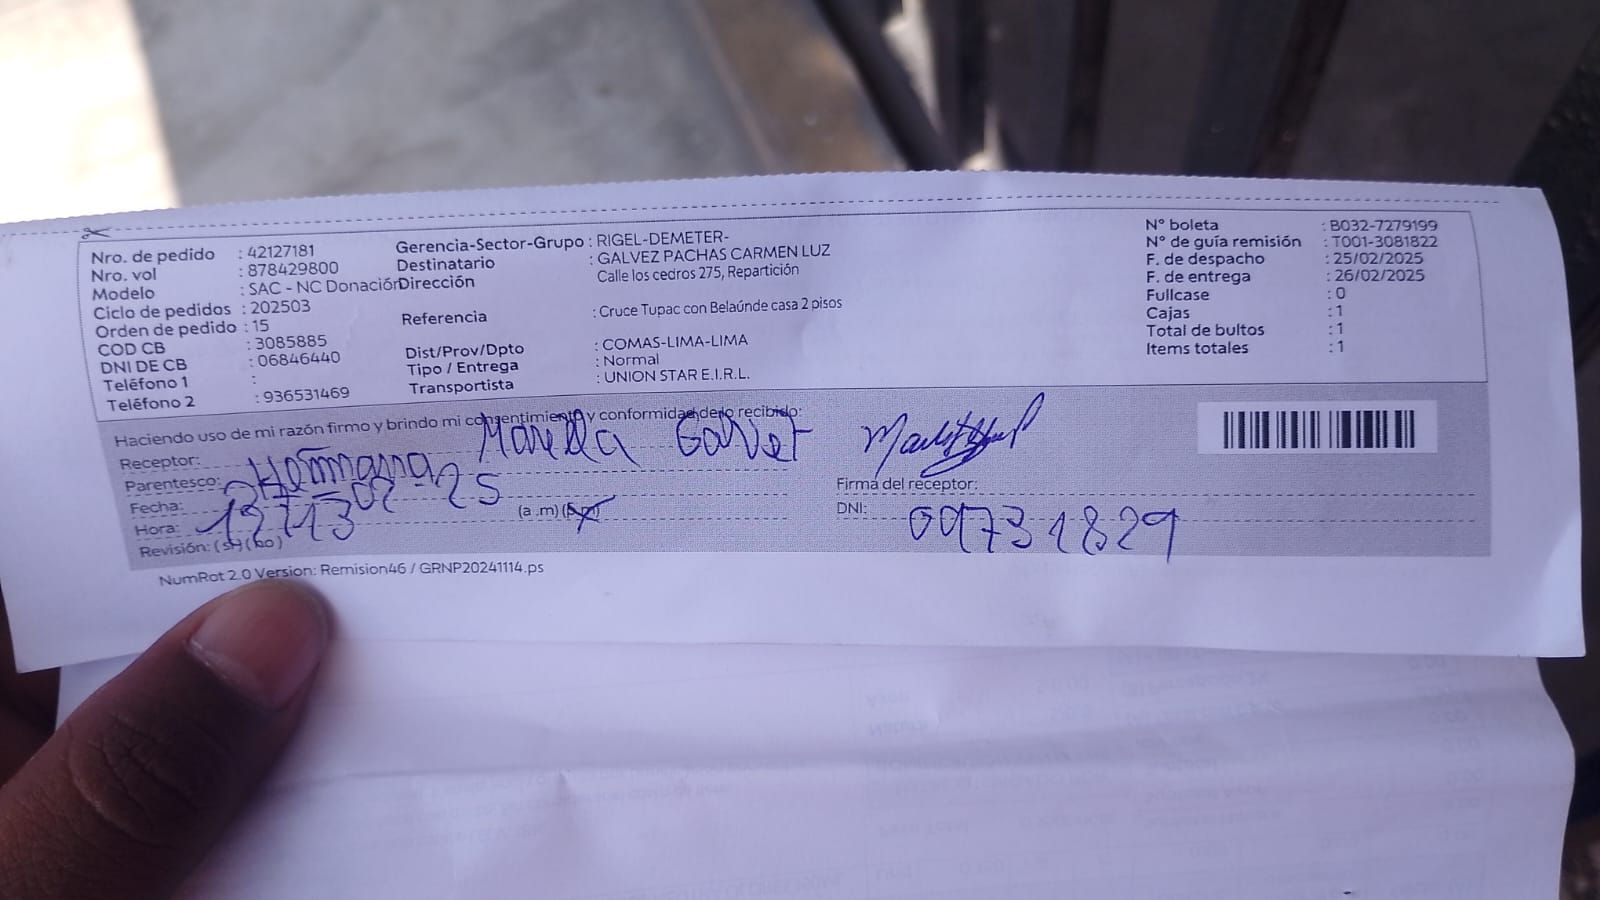 Nro. de pedido : 42127181
Nro. vol : 878429800
Modelo : SAC - NC Donación
Ciclo de pedidos : 202503
Orden de pedido : 15
COD CB : 3085885
DNI DE CB : 06846440
Teléfono 1 :
Teléfono 2 : 936531469
Gerencia-Sector-Grupo : RIGEL-DEMETER-
Destinatario : GALVEZ PACHAS CARMEN LUZ
Dirección Calle los cedros 275, Repartición
Referencia : Cruce Tupac con Belaúnde casa 2 pisos
Dist/Prov/Dpto : COMAS-LIMA-LIMA
Tipo / Entrega : Normal
Transportista : UNION STAR E.I.R.L.
N° boleta : B032-7279199
N° de guía remisión : T001-3081822
F. de despacho : 25/02/2025
F. de entrega : 26/02/2025
Fullcase : 0
Cajas : 1
Total de bultos : 1
Items totales : 1
Haciendo uso de mi razón firmo y brindo mi consentimiento y conformidad de lo recibido:
Receptor: Galvet
Parentesco: Hermana
Fecha: 02-25
Hora: (a .m) (p.m)
Revisión: (si) (no)
Firma del receptor:
DNI: 09731829
NumRot 2.0 Version: Remision46 / GRNP20241114.ps